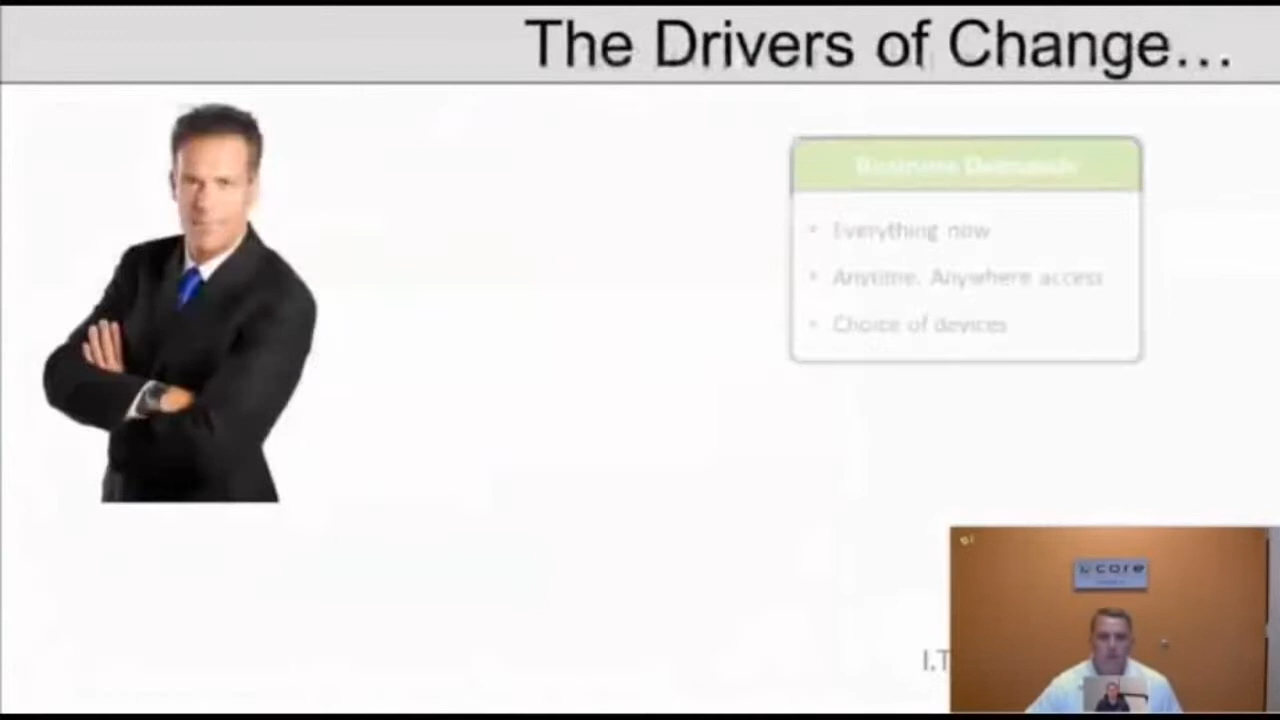 The Drivers of Change...
Business Demands
• Everything now
• Anytime, Anywhere access
• Choice of devices
core
I.T